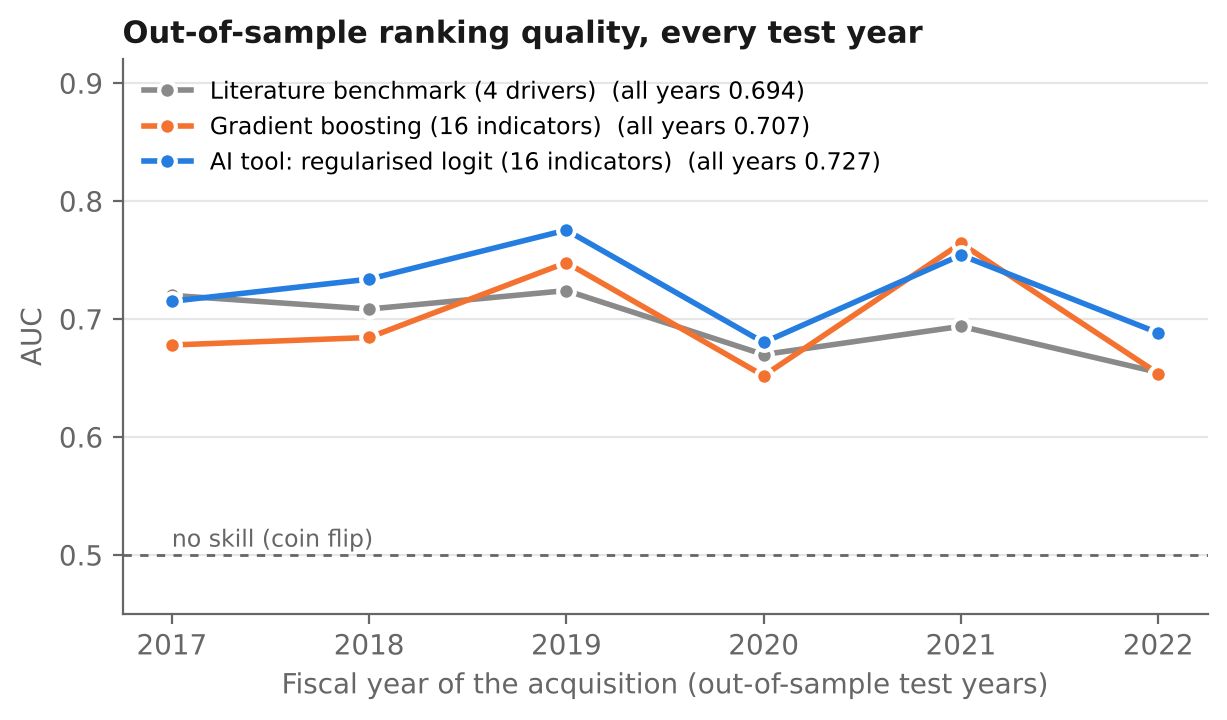 Out-of-sample ranking quality, every test year
0.9
Literature benchmark (4 drivers)  (all years 0.694)
Gradient boosting (16 indicators)  (all years 0.707)
AI tool: regularised logit (16 indicators)  (all years 0.727)
0.8
0.7
AUC
0.6
no skill (coin flip)
0.5
2017 2018 2019 2020 2021 2022
Fiscal year of the acquisition (out-of-sample test years)